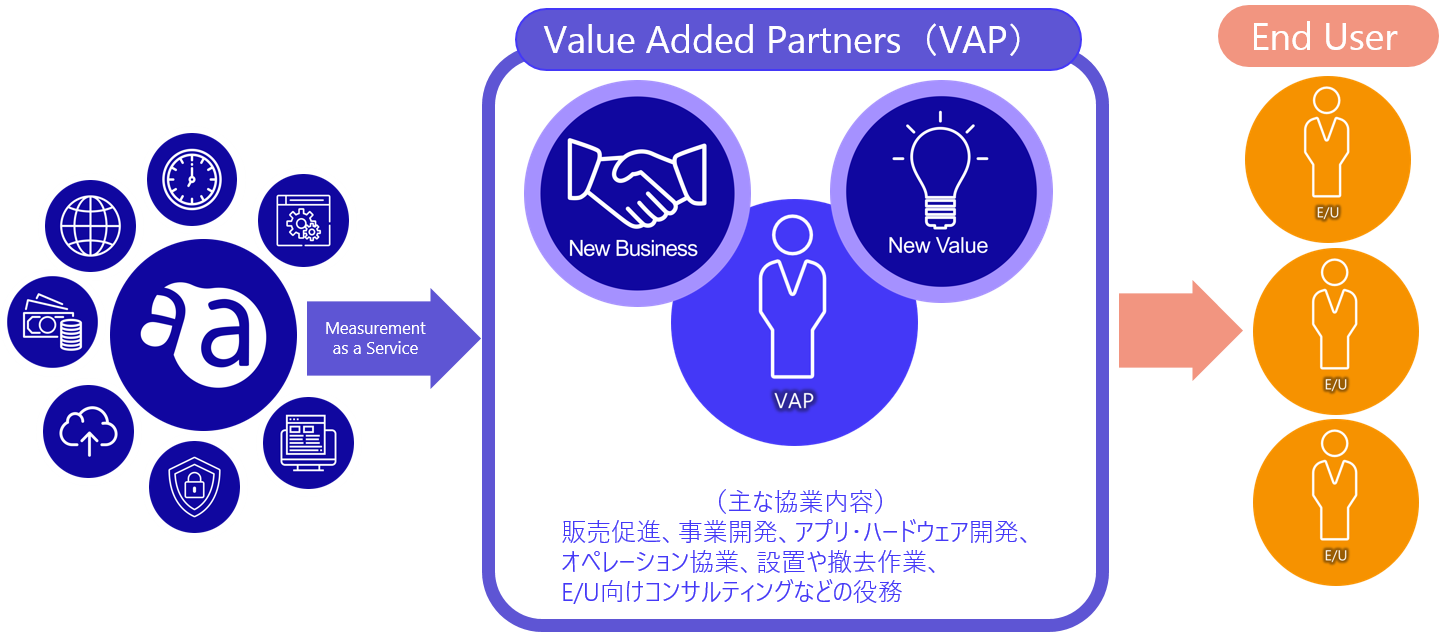 Value Added Partners（VAP）
End User
New Business
New Value
VAP
Measurement
as a Service
E/U
E/U
E/U
（主な協業内容）
販売促進、事業開発、アプリ・ハードウェア開発、
オペレーション協業、設置や撤去作業、
E/U向けコンサルティングなどの役務
aa